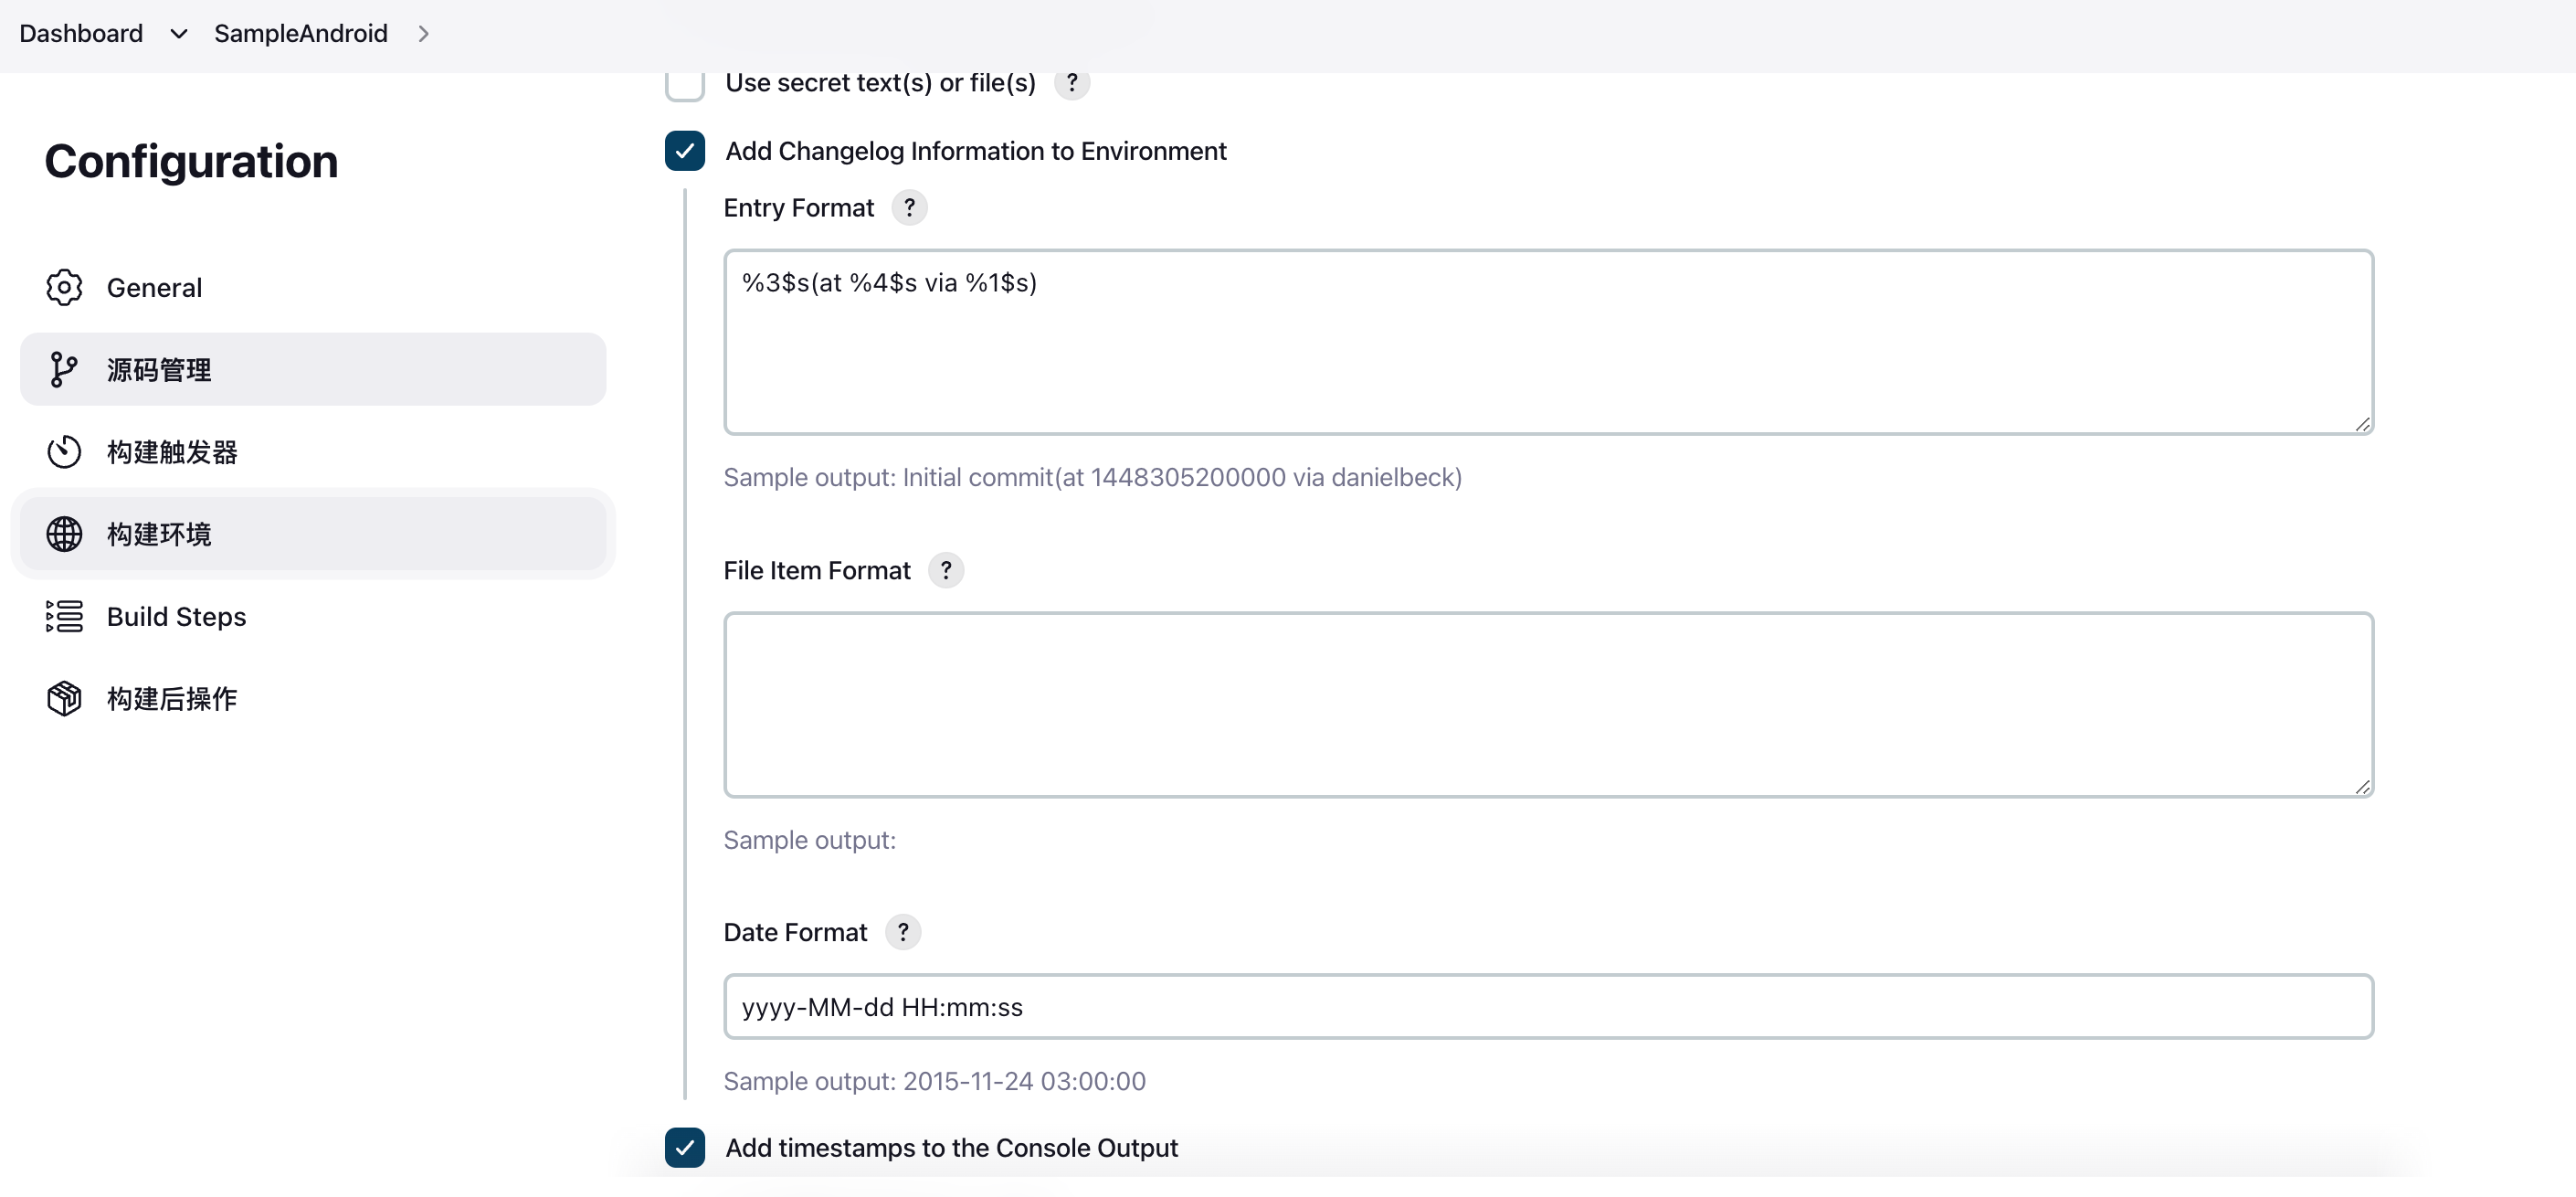 Dashboard
SampleAndroid
Configuration
General
源码管理
构建触发器
构建环境
Build Steps
构建后操作
Use secret text(s) or file(s) ?
Add Changelog Information to Environment
Entry Format ?
%3$s(at %4$s via %1$s)
Sample output: Initial commit(at 1448305200000 via danielbeck)
File Item Format ?
Sample output:
Date Format ?
yyyy-MM-dd HH:mm:ss
Sample output: 2015-11-24 03:00:00
Add timestamps to the Console Output